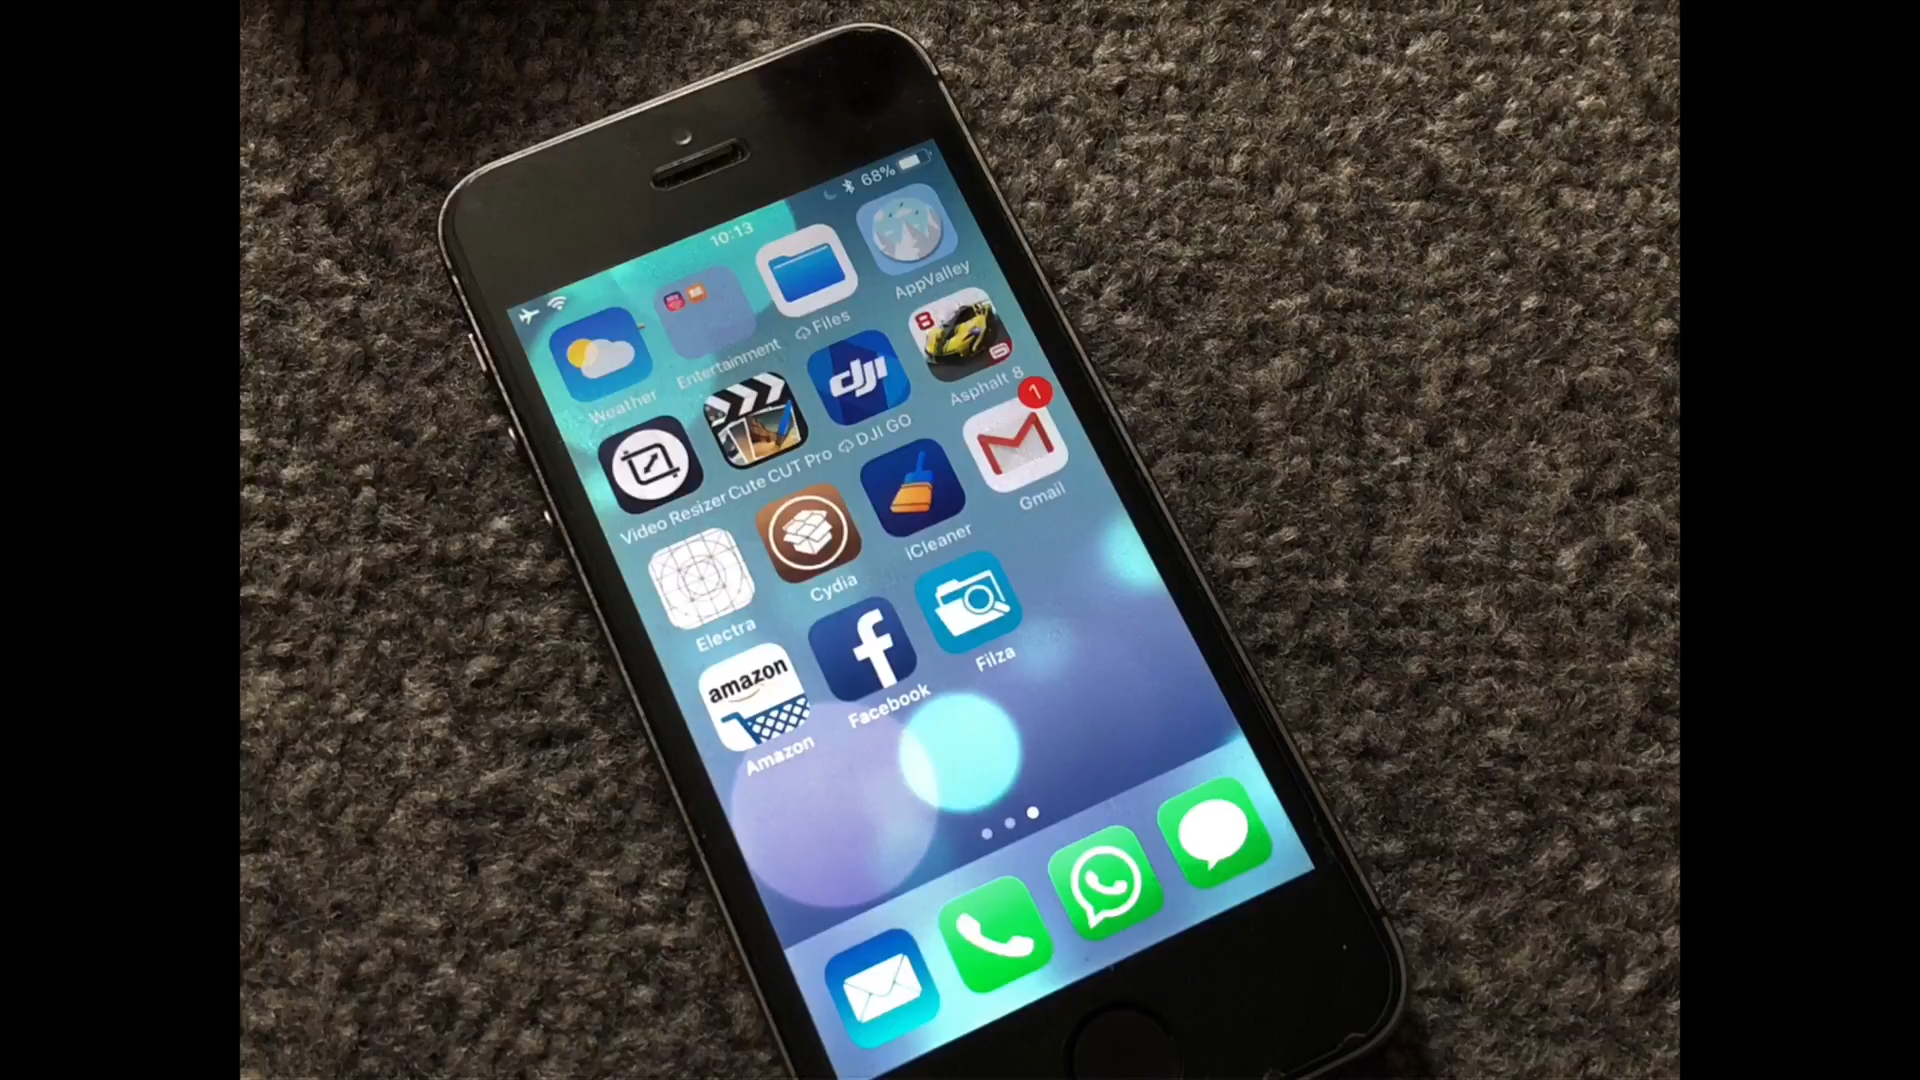 10:13
68%
Weather
Entertainment
Files
AppValley
Video Resizer
Cute CUT Pro
dji
DJI GO
8
Asphalt 8
Electra
Cydia
iCleaner
1
Gmail
amazon
Amazon
f
Facebook
Filza